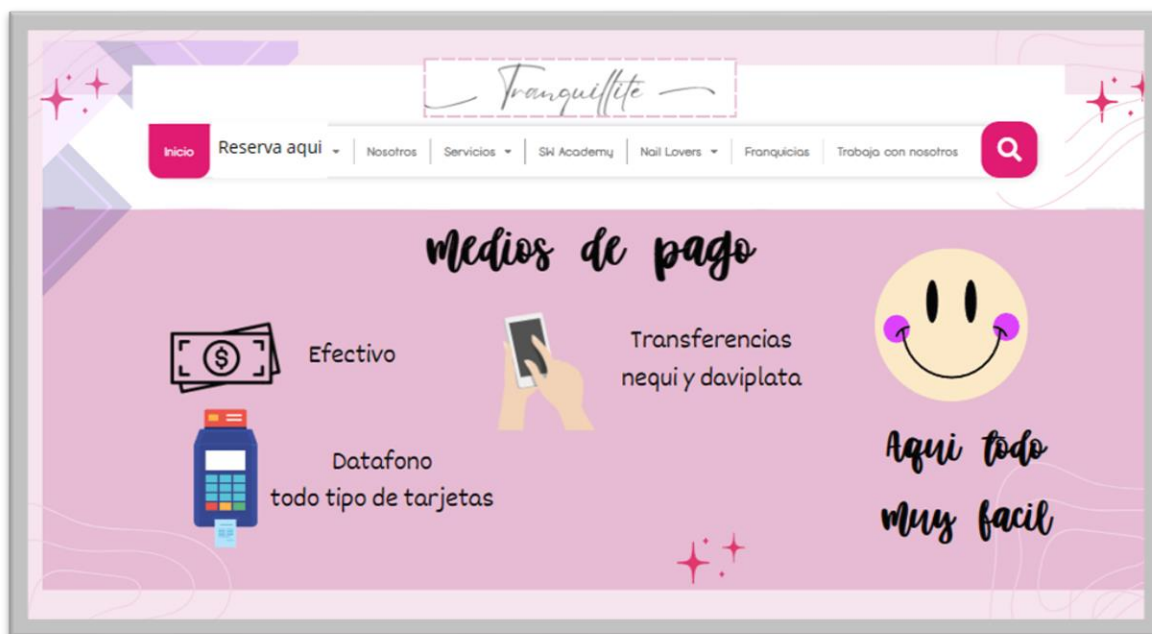 Tranquillité
Inicio
Reserva aqui
Nosotros
Servicios
SW Academy
Nail Lovers
Franquicias
Trabaja con nosotros
medios de pago
Efectivo
Transferencias
nequi y daviplata
Datafono
todo tipo de tarjetas
Aqui todo
muy facil